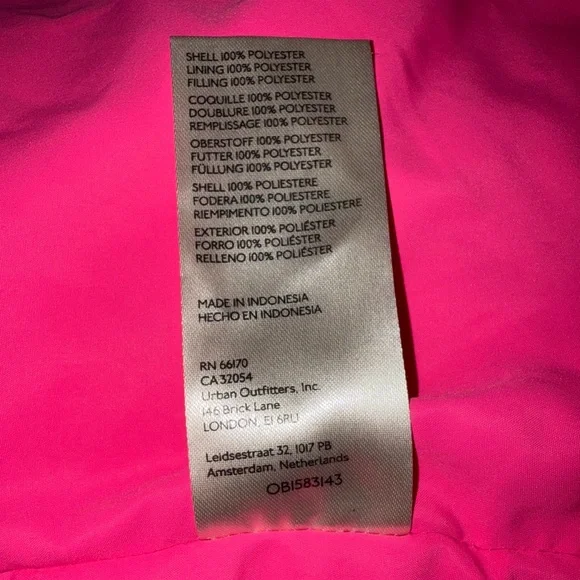 SHELL 100% POLYESTER
LINING 100% POLYESTER
FILLING 100% POLYESTER
COQUILLE 100% POLYESTER
DOUBLURE 100% POLYESTER
REMPLISSAGE 100% POLYESTER
OBERSTOFF 100% POLYESTER
FUTTER 100% POLYESTER
FÜLLUNG 100% POLYESTER
SHELL 100% POLIESTERE
FODERA 100% POLIESTERE
RIEMPIMENTO 100% POLIESTERE
EXTERIOR 100% POLIÉSTER
FORRO 100% POLIÉSTER
RELLENO 100% POLIÉSTER
MADE IN INDONESIA
HECHO EN INDONESIA
RN 66170
CA 32054
Urban Outfitters, Inc.
146 Brick Lane
LONDON, E1 6RU
Leidsestraat 32, 1017 PB
Amsterdam, Netherlands
OB1583143